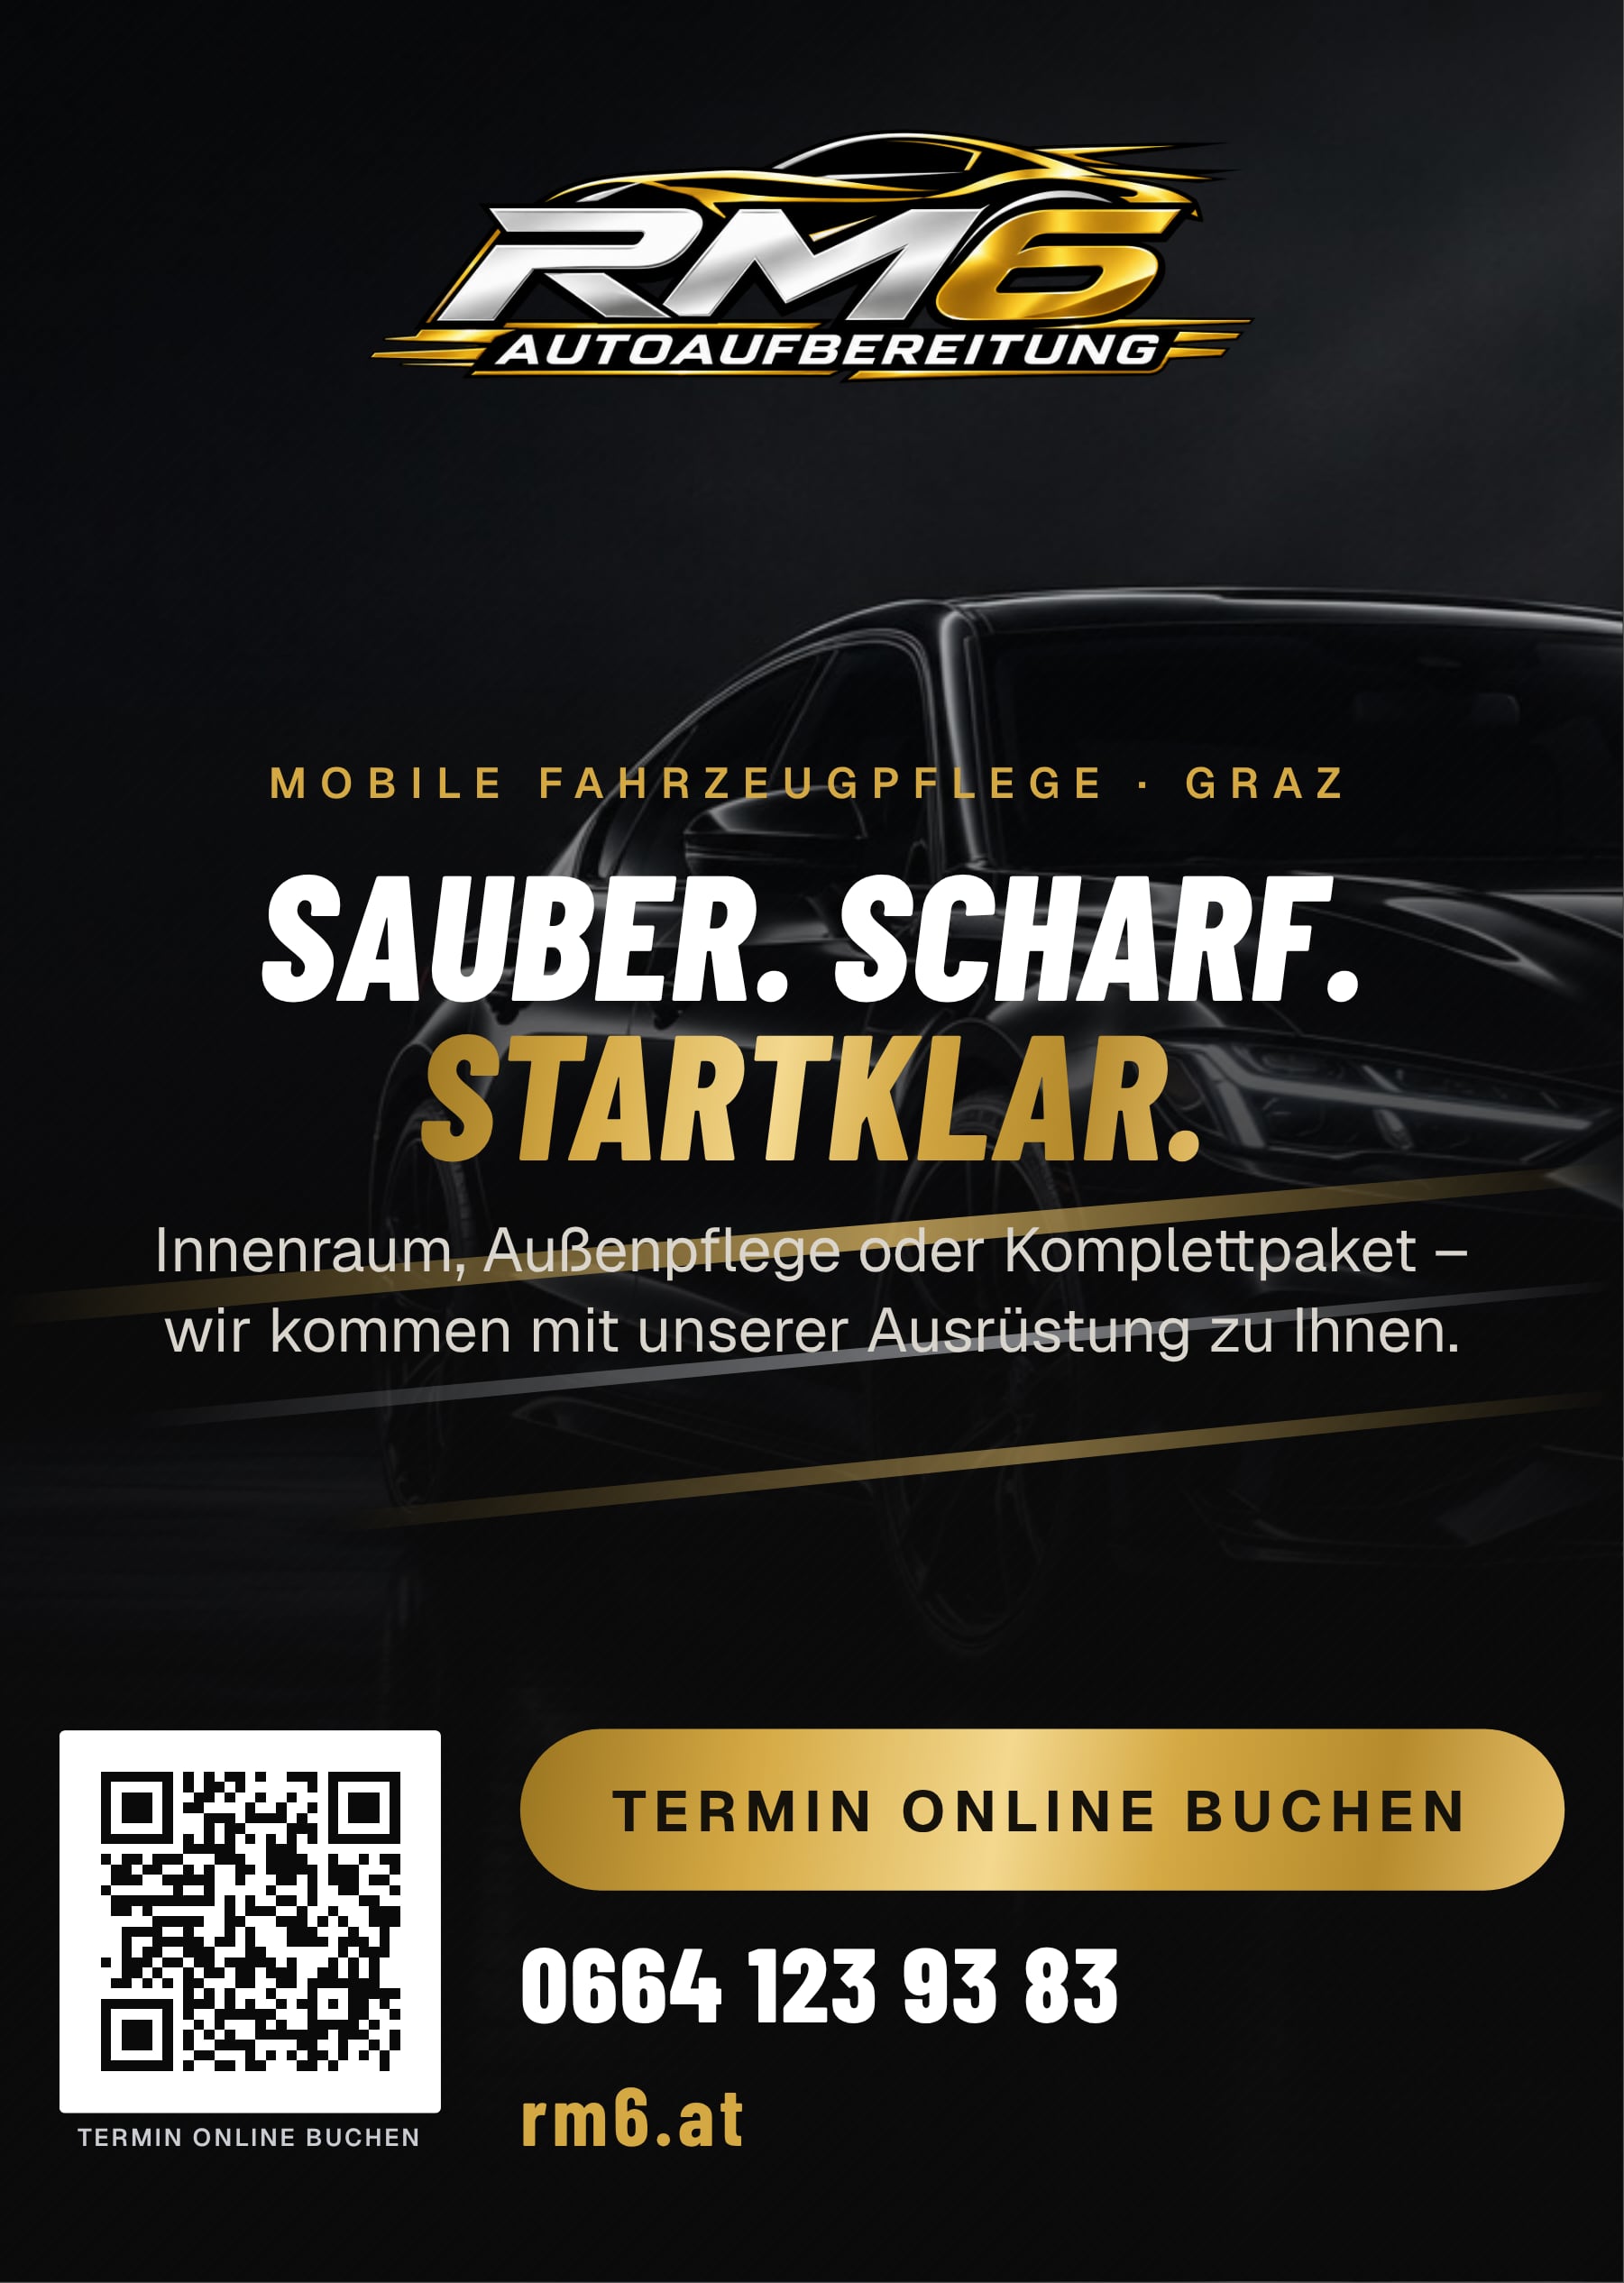 RM6
AUTOAUFBEREITUNG
MOBILE FAHRZEUGPFLEGE · GRAZ
SAUBER. SCHARF.
STARTKLAR.
Innenraum, Außenpflege oder Komplettpaket –
wir kommen mit unserer Ausrüstung zu Ihnen.
TERMIN ONLINE BUCHEN
0664 123 93 83
rm6.at
TERMIN ONLINE BUCHEN